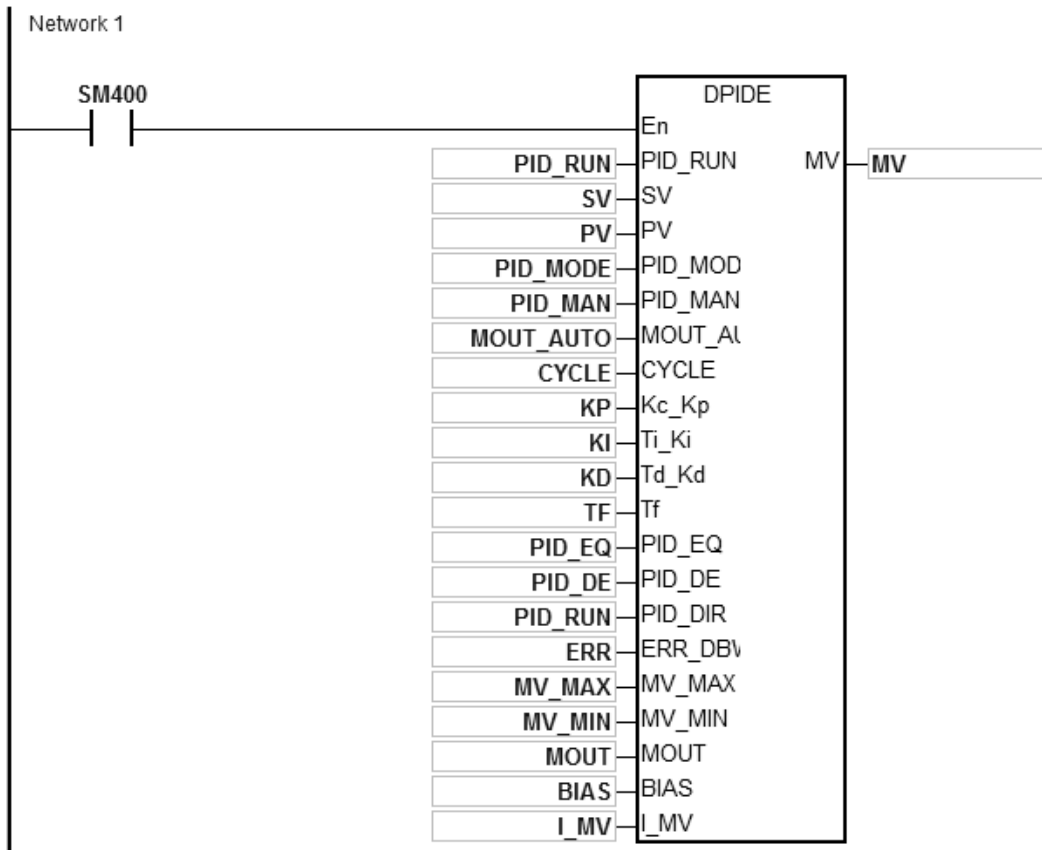 Network 1
SM400
DPIDE
En
PID_RUN PID_RUN MV MV
SV SV
PV PV
PID_MODE PID_MOD
PID_MAN PID_MAN
MOUT_AUTO MOUT_AU
CYCLE CYCLE
KP Kc_Kp
KI Ti_Ki
KD Td_Kd
TF Tf
PID_EQ PID_EQ
PID_DE PID_DE
PID_RUN PID_DIR
ERR ERR_DBW
MV_MAX MV_MAX
MV_MIN MV_MIN
MOUT MOUT
BIAS BIAS
I_MV I_MV